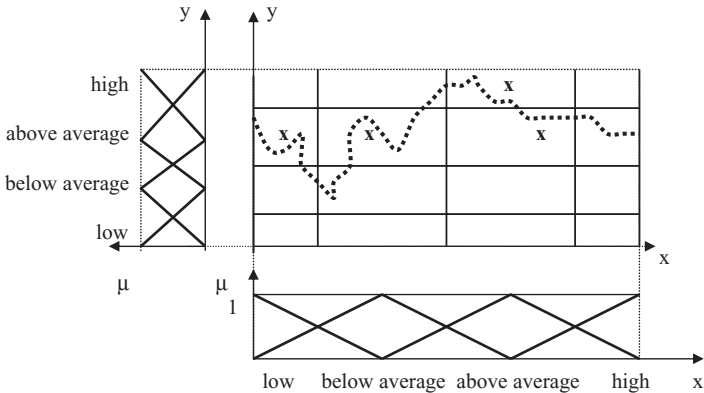 y y
high
x
above average x x x
below average
low
x
μ μ
1
low below average above average high x